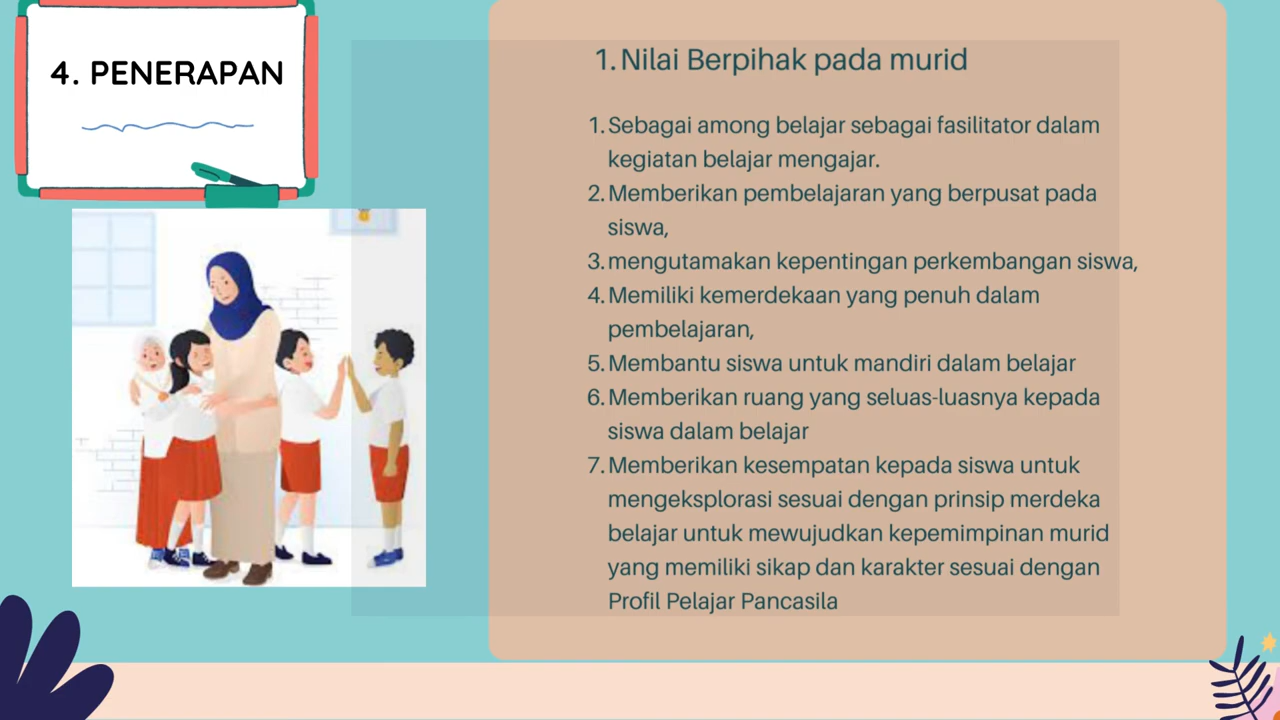 4. PENERAPAN
1. Nilai Berpihak pada murid
1. Sebagai among belajar sebagai fasilitator dalam
kegiatan belajar mengajar.
2. Memberikan pembelajaran yang berpusat pada
siswa,
3. mengutamakan kepentingan perkembangan siswa,
4. Memiliki kemerdekaan yang penuh dalam
pembelajaran,
5. Membantu siswa untuk mandiri dalam belajar
6. Memberikan ruang yang seluas-luasnya kepada
siswa dalam belajar
7. Memberikan kesempatan kepada siswa untuk
mengeksplorasi sesuai dengan prinsip merdeka
belajar untuk mewujudkan kepemimpinan murid
yang memiliki sikap dan karakter sesuai dengan
Profil Pelajar Pancasila